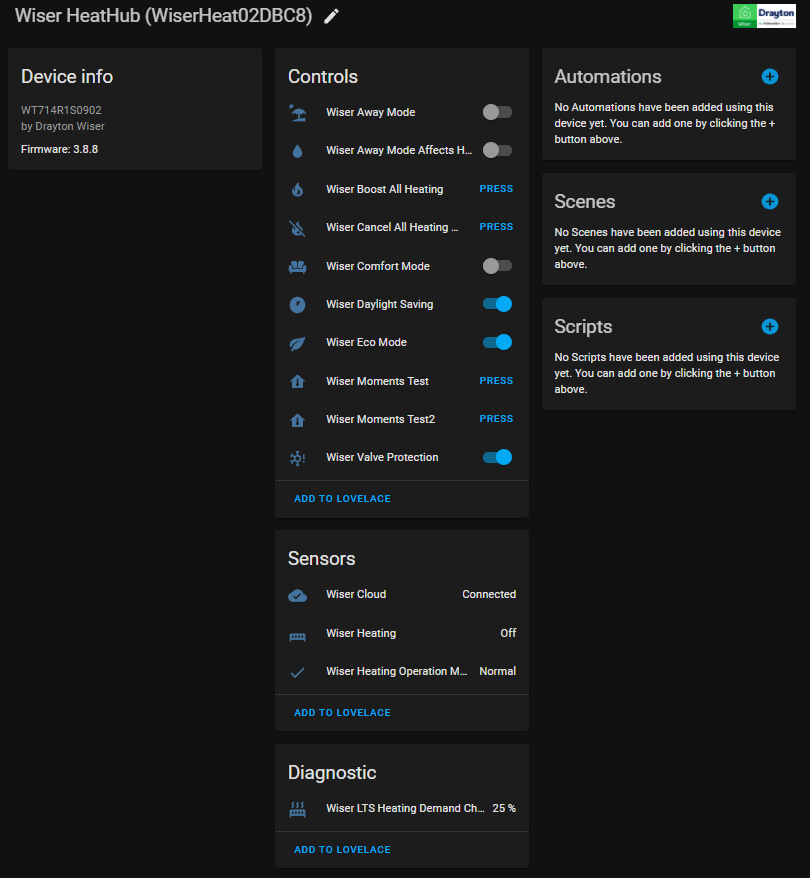 Wiser HeatHub (WiserHeat02DBC8)
Wiser
Drayton
Device info
WT714R1S0902
by Drayton Wiser
Firmware: 3.8.8
Controls
Wiser Away Mode
Wiser Away Mode Affects H...
Wiser Boost All Heating PRESS
Wiser Cancel All Heating ... PRESS
Wiser Comfort Mode
Wiser Daylight Saving
Wiser Eco Mode
Wiser Moments Test PRESS
Wiser Moments Test2 PRESS
Wiser Valve Protection
ADD TO LOVELACE
Sensors
Wiser Cloud Connected
Wiser Heating Off
Wiser Heating Operation M... Normal
ADD TO LOVELACE
Diagnostic
Wiser LTS Heating Demand Ch... 25 %
ADD TO LOVELACE
Automations
No Automations have been added using this
device yet. You can add one by clicking the +
button above.
Scenes
No Scenes have been added using this device
yet. You can add one by clicking the + button
above.
Scripts
No Scripts have been added using this device
yet. You can add one by clicking the + button
above.